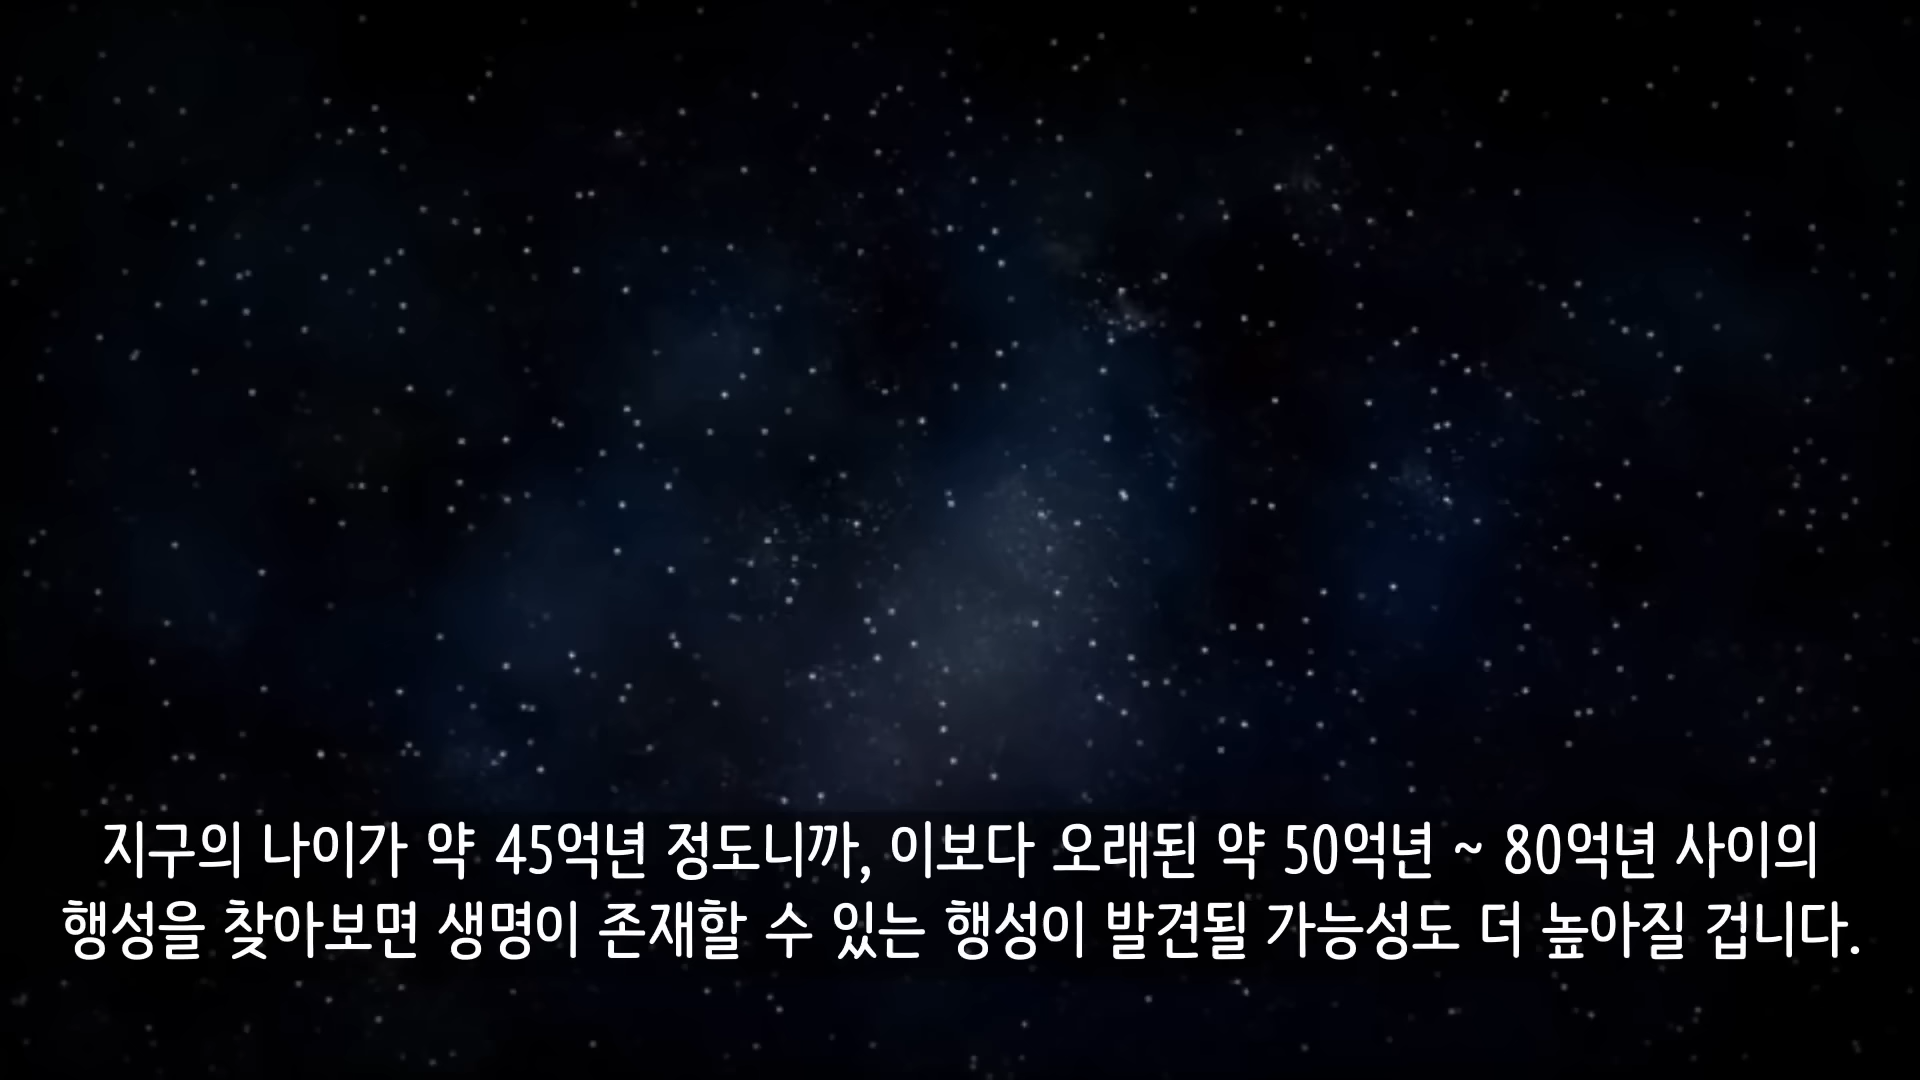 지구의 나이가 약 45억년 정도니까, 이보다 오래된 약 50억년 ~ 80억년 사이의
행성을 찾아보면 생명이 존재할 수 있는 행성이 발견될 가능성도 더 높아질 겁니다.